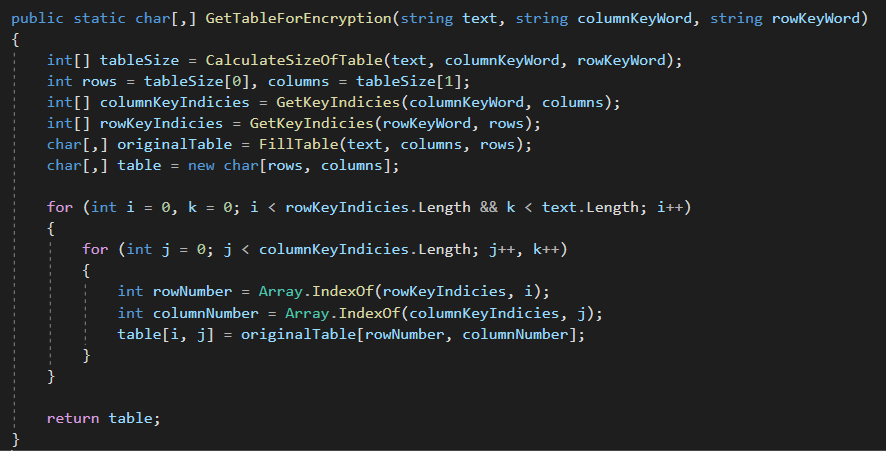 public static char[,] GetTableForEncryption(string text, string columnKeyWord, string rowKeyWord)
{
    int[] tableSize = CalculateSizeOfTable(text, columnKeyWord, rowKeyWord);
    int rows = tableSize[0], columns = tableSize[1];
    int[] columnKeyIndicies = GetKeyIndicies(columnKeyWord, columns);
    int[] rowKeyIndicies = GetKeyIndicies(rowKeyWord, rows);
    char[,] originalTable = FillTable(text, columns, rows);
    char[,] table = new char[rows, columns];

    for (int i = 0, k = 0; i < rowKeyIndicies.Length && k < text.Length; i++)
    {
        for (int j = 0; j < columnKeyIndicies.Length; j++, k++)
        {
            int rowNumber = Array.IndexOf(rowKeyIndicies, i);
            int columnNumber = Array.IndexOf(columnKeyIndicies, j);
            table[i, j] = originalTable[rowNumber, columnNumber];
        }
    }

    return table;
}